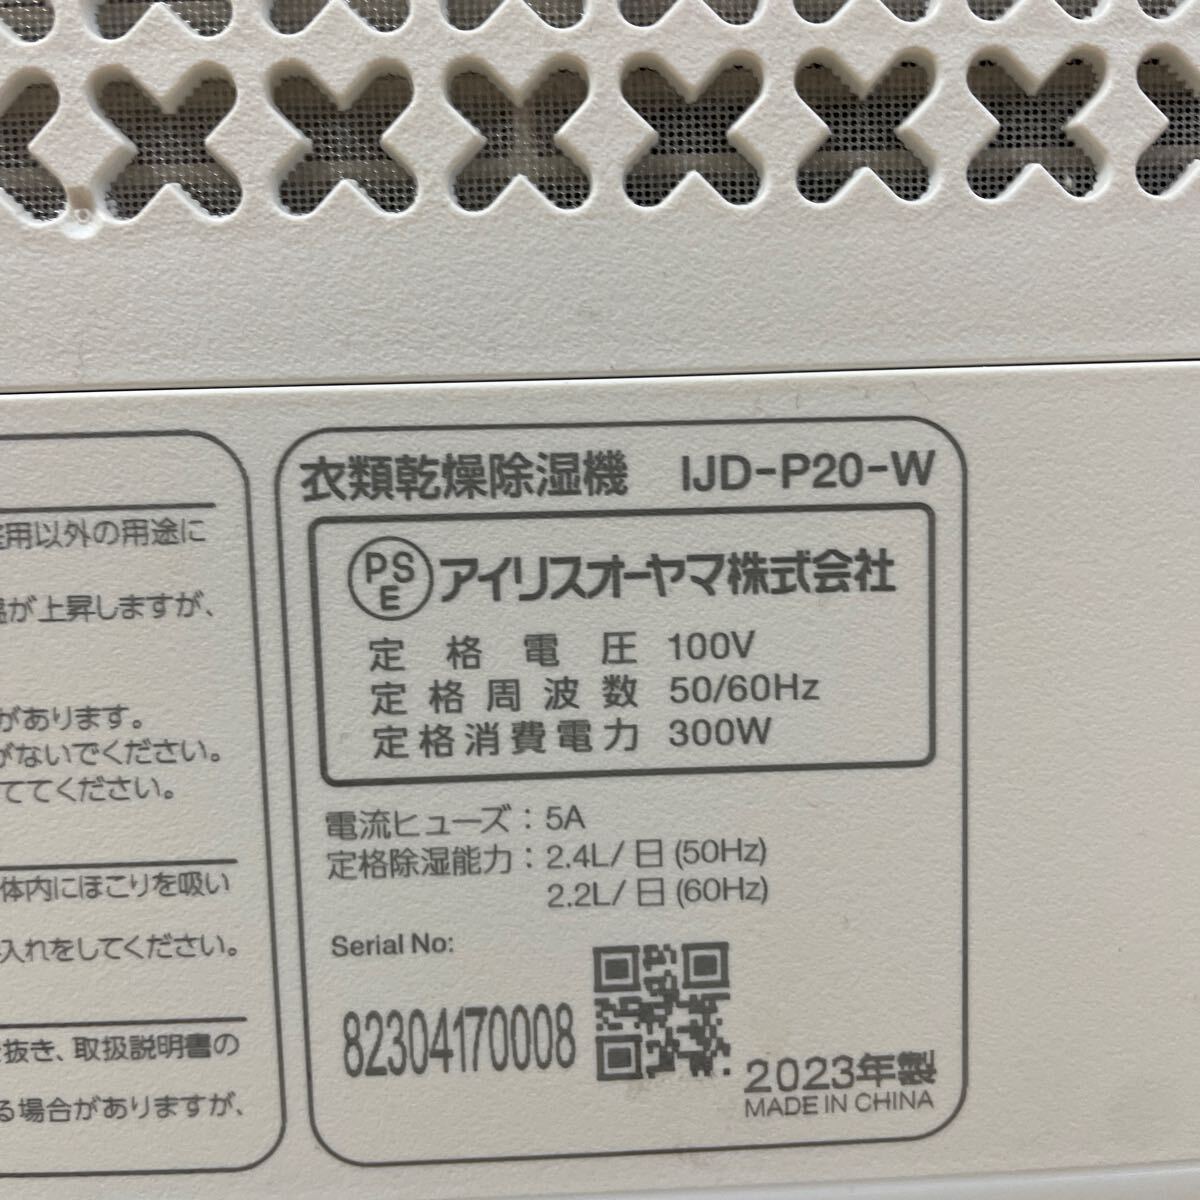 用以外の用途に
が上昇しますが、
があります。
がないでください。
ててください。
体内にほこりを吸い
入れをしてください。
抜き、取扱説明書の
る場合がありますが、
衣類乾燥除湿機 IJD-P20-W
PSE アイリスオーヤマ株式会社
定格電圧 100V
定格周波数 50/60Hz
定格消費電力 300W
電流ヒューズ：5A
定格除湿能力：2.4L/日(50Hz)
2.2L/日(60Hz)
Serial No:
82304170008
2023年製
MADE IN CHINA